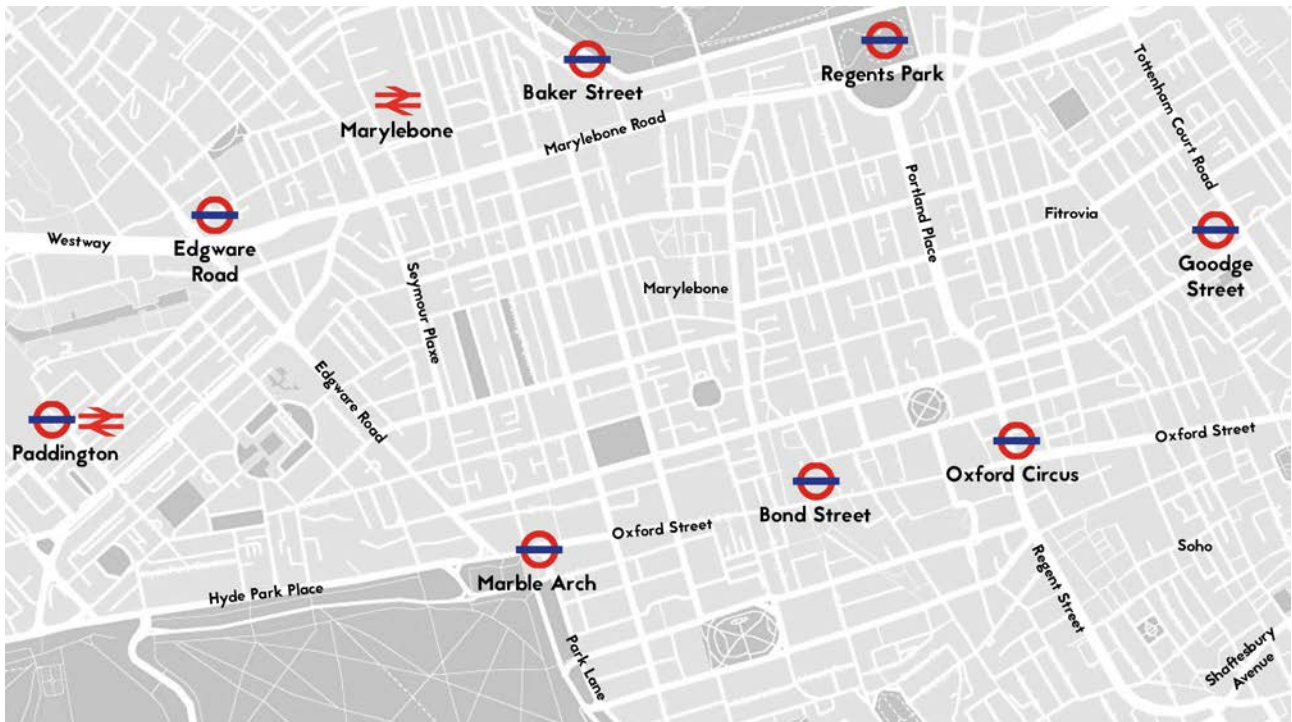 Regents Park
Baker Street
Marylebone
Marylebone Road
Tottenham Court Road
Portland Place
Fitrovia
Westway
Edgware
Road
Goodge
Street
Seymour Plaxe
Marylebone
Edgware Road
Paddington
Oxford Street
Oxford Circus
Bond Street
Oxford Street
Soho
Marble Arch
Hyde Park Place
Regent Street
Park Lane
Shaftesbury
Avenue